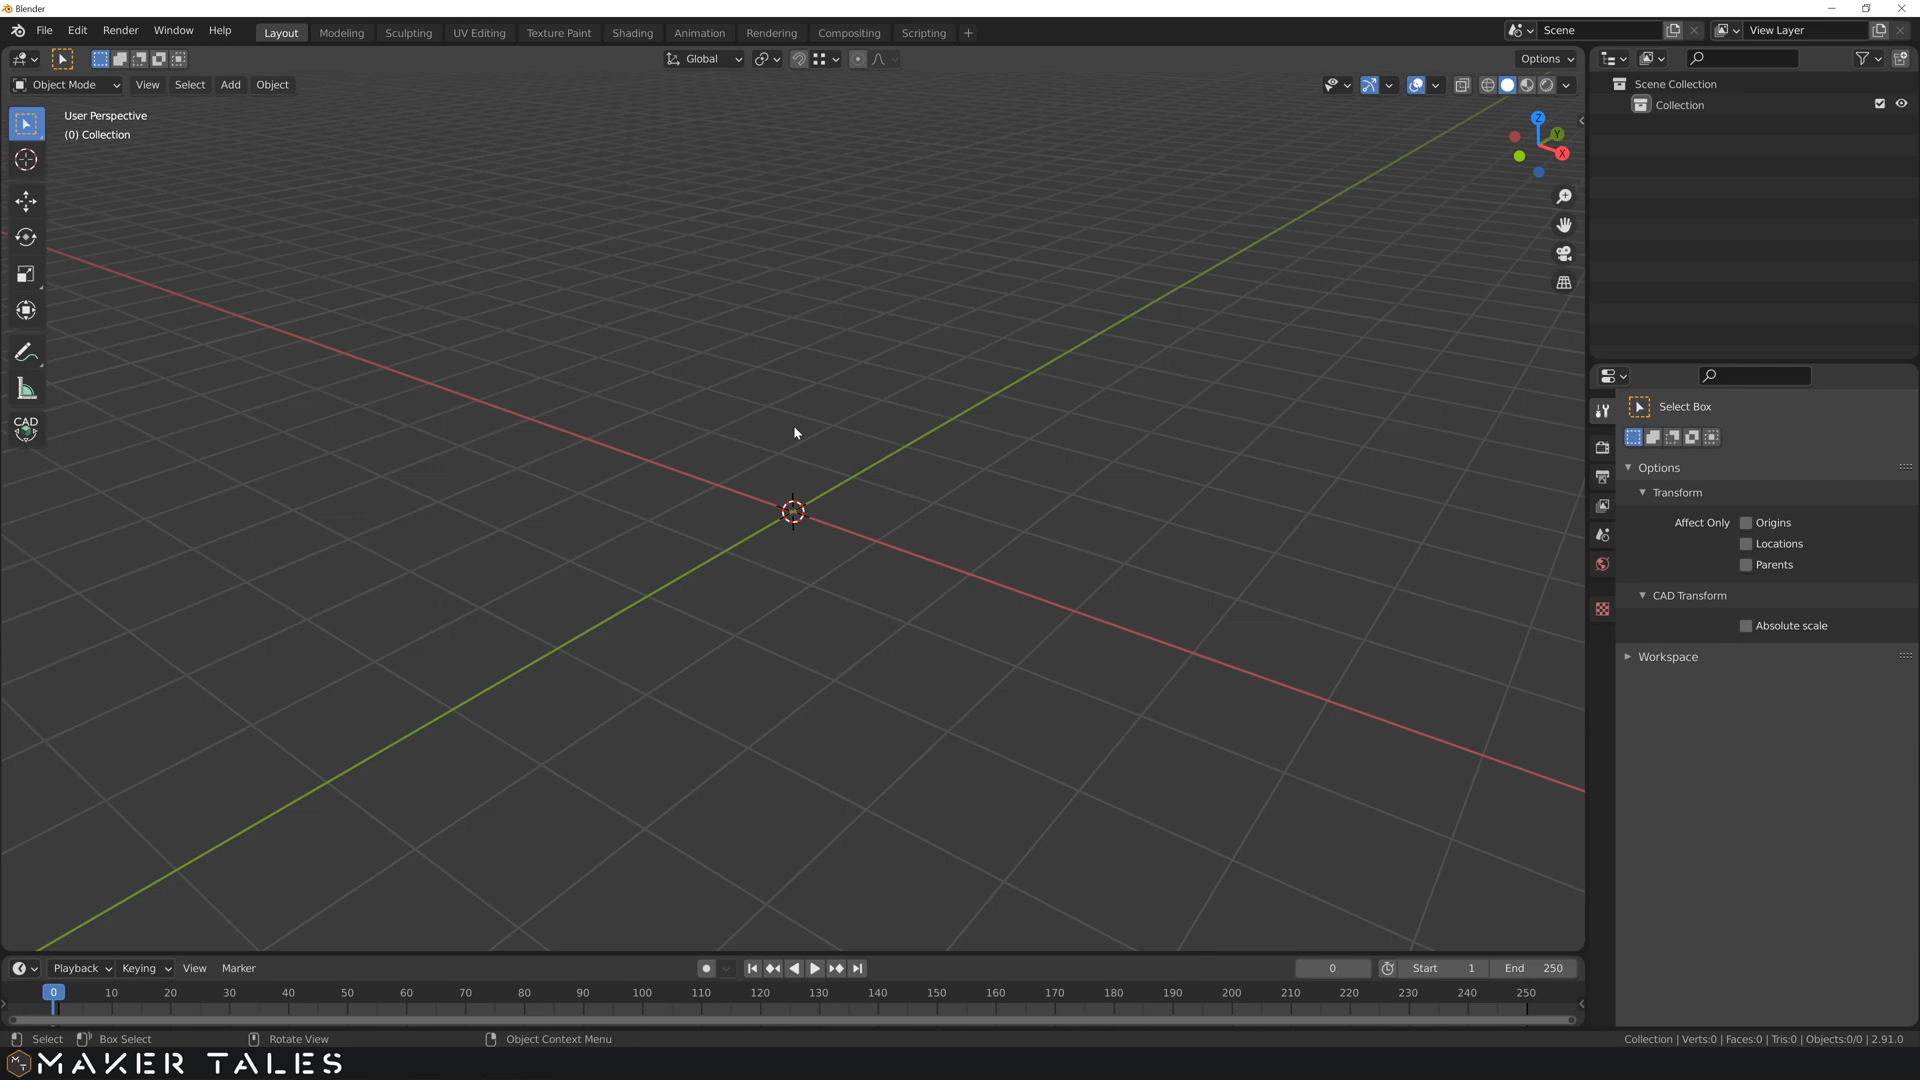 Blender
File Edit Render Window Help Layout Modeling Sculpting UV Editing Texture Paint Shading Animation Rendering Compositing Scripting + Scene View Layer
Global Options
Object Mode View Select Add Object
User Perspective
(0) Collection
Z
Y
X
CAD
Scene Collection
Collection
Select Box
Options
Transform
Affect Only Origins
Locations
Parents
CAD Transform
Absolute scale
Workspace
Playback Keying View Marker 0 Start 1 End 250
0 10 20 30 40 50 60 70 80 90 100 110 120 130 140 150 160 170 180 190 200 210 220 230 240 250
Select Box Select Rotate View Object Context Menu Collection | Verts:0 | Faces:0 | Tris:0 | Objects:0/0 | 2.91.0
MAKER TALES